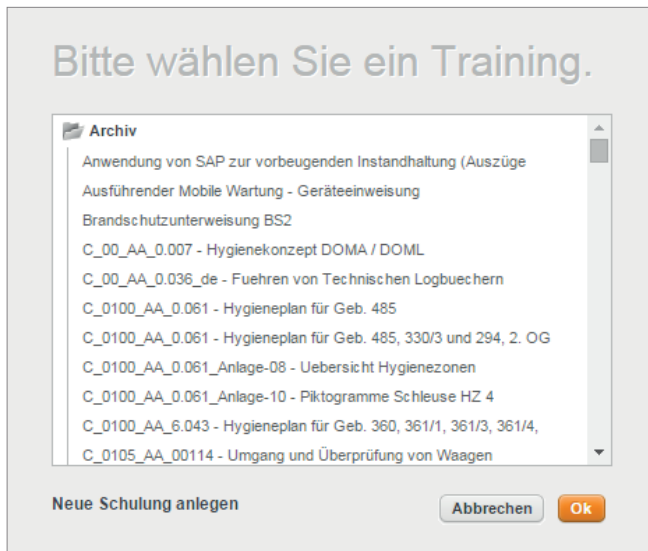 Bitte wählen Sie ein Training.
Archiv
Anwendung von SAP zur vorbeugenden Instandhaltung (Auszüge
Ausführender Mobile Wartung - Geräteeinweisung
Brandschutzunterweisung BS2
C_00_AA_0.007 - Hygienekonzept DOMA / DOML
C_00_AA_0.036_de - Fuehren von Technischen Logbuechern
C_0100_AA_0.061 - Hygieneplan für Geb. 485
C_0100_AA_0.061 - Hygieneplan für Geb. 485, 330/3 und 294, 2. OG
C_0100_AA_0.061_Anlage-08 - Uebersicht Hygienezonen
C_0100_AA_0.061_Anlage-10 - Piktogramme Schleuse HZ 4
C_0100_AA_6.043 - Hygieneplan für Geb. 360, 361/1, 361/3, 361/4,
C_0105_AA_00114 - Umgang und Überprüfung von Waagen
Neue Schulung anlegen
Abbrechen
Ok